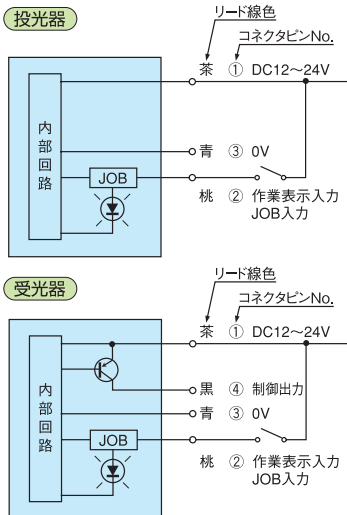 投光器
リード線色
コネクタピンNo.
茶 ① DC12～24V
内部回路
青 ③ 0V
JOB
桃 ② 作業表示入力
JOB入力
受光器
リード線色
コネクタピンNo.
茶 ① DC12～24V
内部回路
黒 ④ 制御出力
青 ③ 0V
JOB
桃 ② 作業表示入力
JOB入力